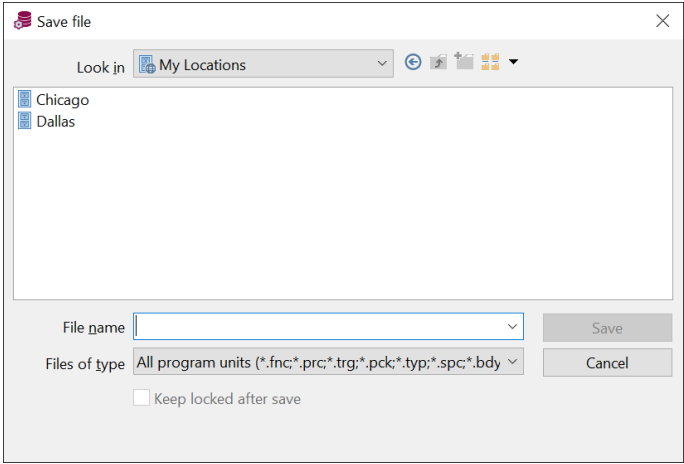 Save file
Look in My Locations
Chicago
Dallas
File name Save
Files of type All program units (*.fnc;*.prc;*.trg;*.pck;*.typ;*.spc;*.bdy Cancel
Keep locked after save